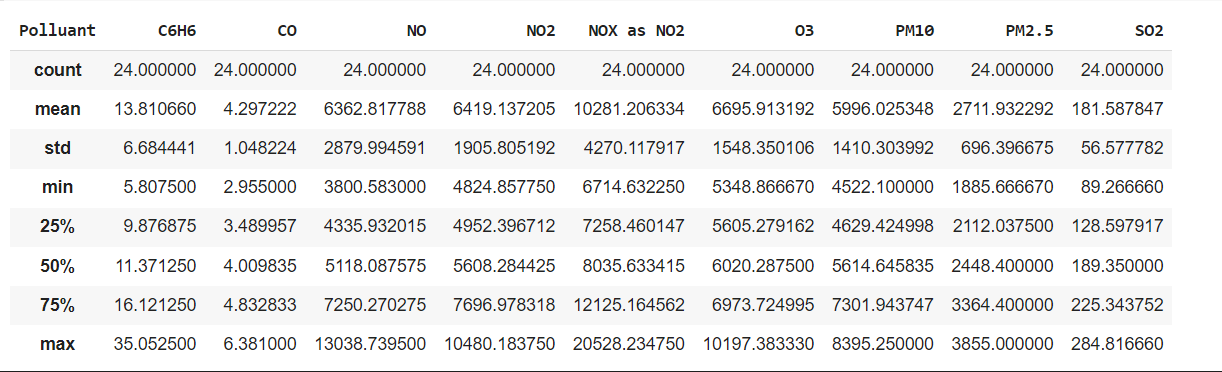 Polluant C6H6 CO NO NO2 NOX as NO2 O3 PM10 PM2.5 SO2
count 24.000000 24.000000 24.000000 24.000000 24.000000 24.000000 24.000000 24.000000 24.000000
mean 13.810660 4.297222 6362.817788 6419.137205 10281.206334 6695.913192 5996.025348 2711.932292 181.587847
std 6.684441 1.048224 2879.994591 1905.805192 4270.117917 1548.350106 1410.303992 696.396675 56.577782
min 5.807500 2.955000 3800.583000 4824.857750 6714.632250 5348.866670 4522.100000 1885.666670 89.266660
25% 9.876875 3.489957 4335.932015 4952.396712 7258.460147 5605.279162 4629.424998 2112.037500 128.597917
50% 11.371250 4.009835 5118.087575 5608.284425 8035.633415 6020.287500 5614.645835 2448.400000 189.350000
75% 16.121250 4.832833 7250.270275 7696.978318 12125.164562 6973.724995 7301.943747 3364.400000 225.343752
max 35.052500 6.381000 13038.739500 10480.183750 20528.234750 10197.383330 8395.250000 3855.000000 284.816660